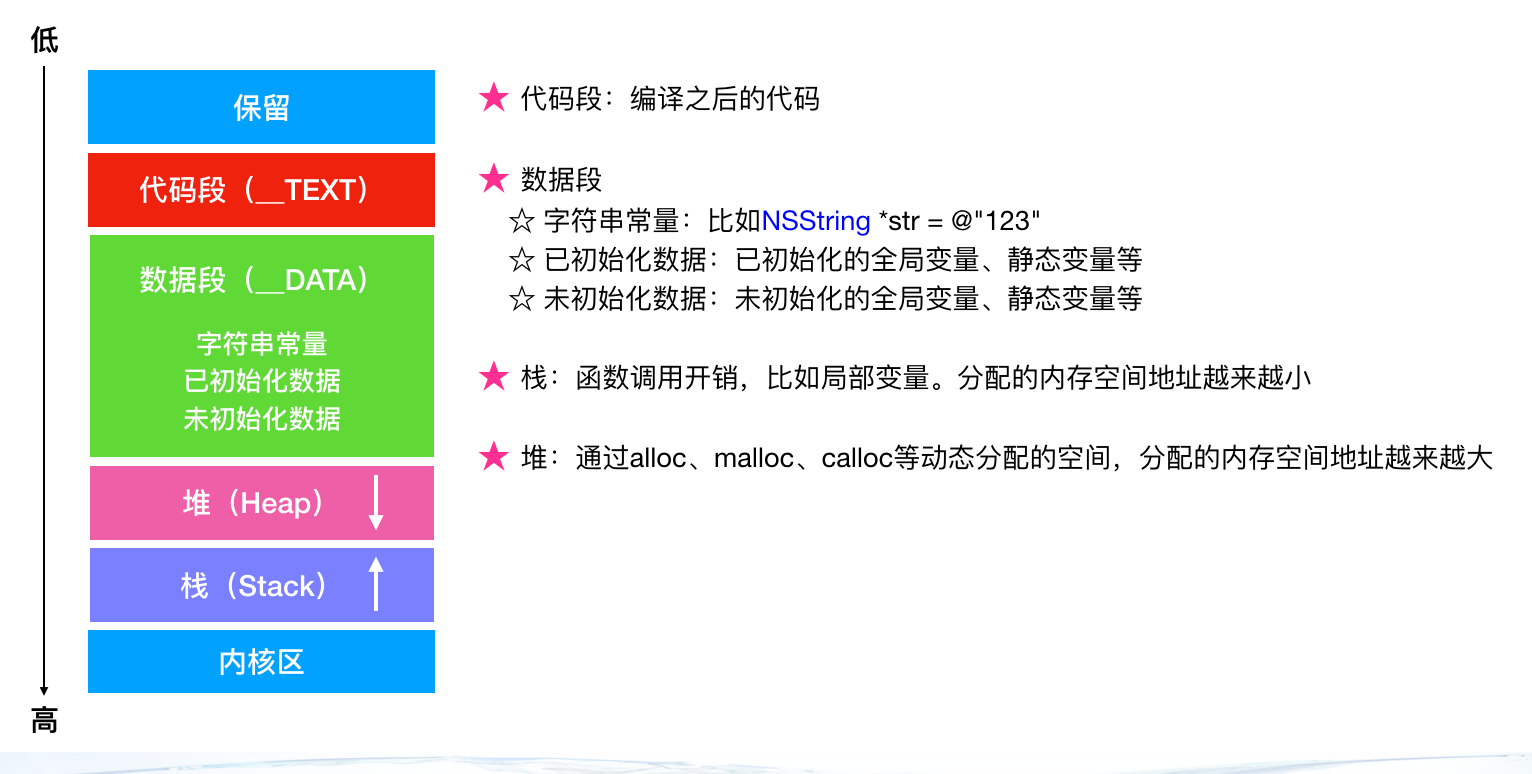 低
保留
代码段（__TEXT）
数据段（__DATA）
字符串常量
已初始化数据
未初始化数据
堆（Heap）
栈（Stack）
内核区
高
★ 代码段：编译之后的代码
★ 数据段
☆ 字符串常量：比如NSString *str = @"123"
☆ 已初始化数据：已初始化的全局变量、静态变量等
☆ 未初始化数据：未初始化的全局变量、静态变量等
★ 栈：函数调用开销，比如局部变量。分配的内存空间地址越来越小
★ 堆：通过alloc、malloc、calloc等动态分配的空间，分配的内存空间地址越来越大